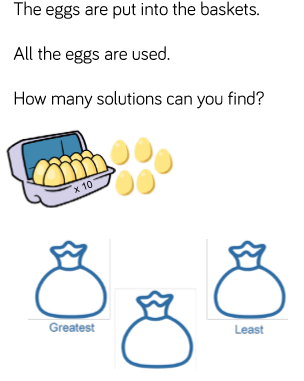 The eggs are put into the baskets.
All the eggs are used.
How many solutions can you find?
x 10
Greatest
Least